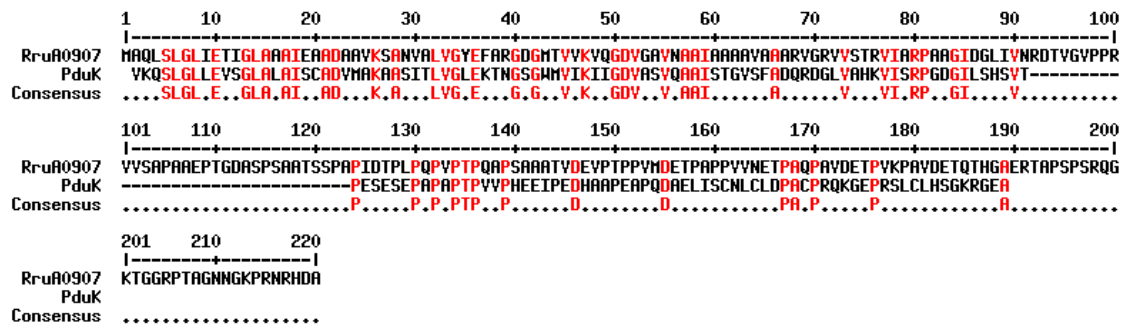 1 10 20 30 40 50 60 70 80 90 100
|--------+---------+---------+---------+---------+---------+---------+---------+---------+---------|
RruA0907 MAQLSLGLIETIGLAAAIEAADAAVKSANVALVGYEFARGDGMTVVKVQGDVGAVNAAIAAAAVAAARVGRVVSTRVIARPAAGIDGLIVNRDTVGVPPR
PduK VKQSLGLLEVSGLALAISCADVMAKAASITLVGLEKTNGSGWMVIKIIGDVASVQAAISTGVSFADQRDGLVAHKVISRPGDGILSHSVT---------
Consensus ....SLGL.E..GLA.AI..AD...K.A...LVG.E...G.G..V.K..GDV..V.AAI......A......V...VI.RP..GI....V..........
101 110 120 130 140 150 160 170 180 190 200
|--------+---------+---------+---------+---------+---------+---------+---------+---------+---------|
RruA0907 VVSAPAAEPTGDASPSAATSSPAPIDTPLPQPVPTPQAPSAAATVDEVPTPPVMDETPAPPVVNETPAQPAVDETPVKPAVDETQTHGAERTAPSPSRQG
PduK -----------------------PESESEPAPAPTPVVPHEEIPEDHAAPEAPQDAELISCNLCLDPACPRQKGEPRSLCLHSGKRGEA
Consensus .......................P.....P.P.PTP..P......D........D...........PA.P.....P............A...........
201 210 220
|--------+---------|
RruA0907 KTGGRPTAGNNGKPRNRHDA
PduK
Consensus ....................